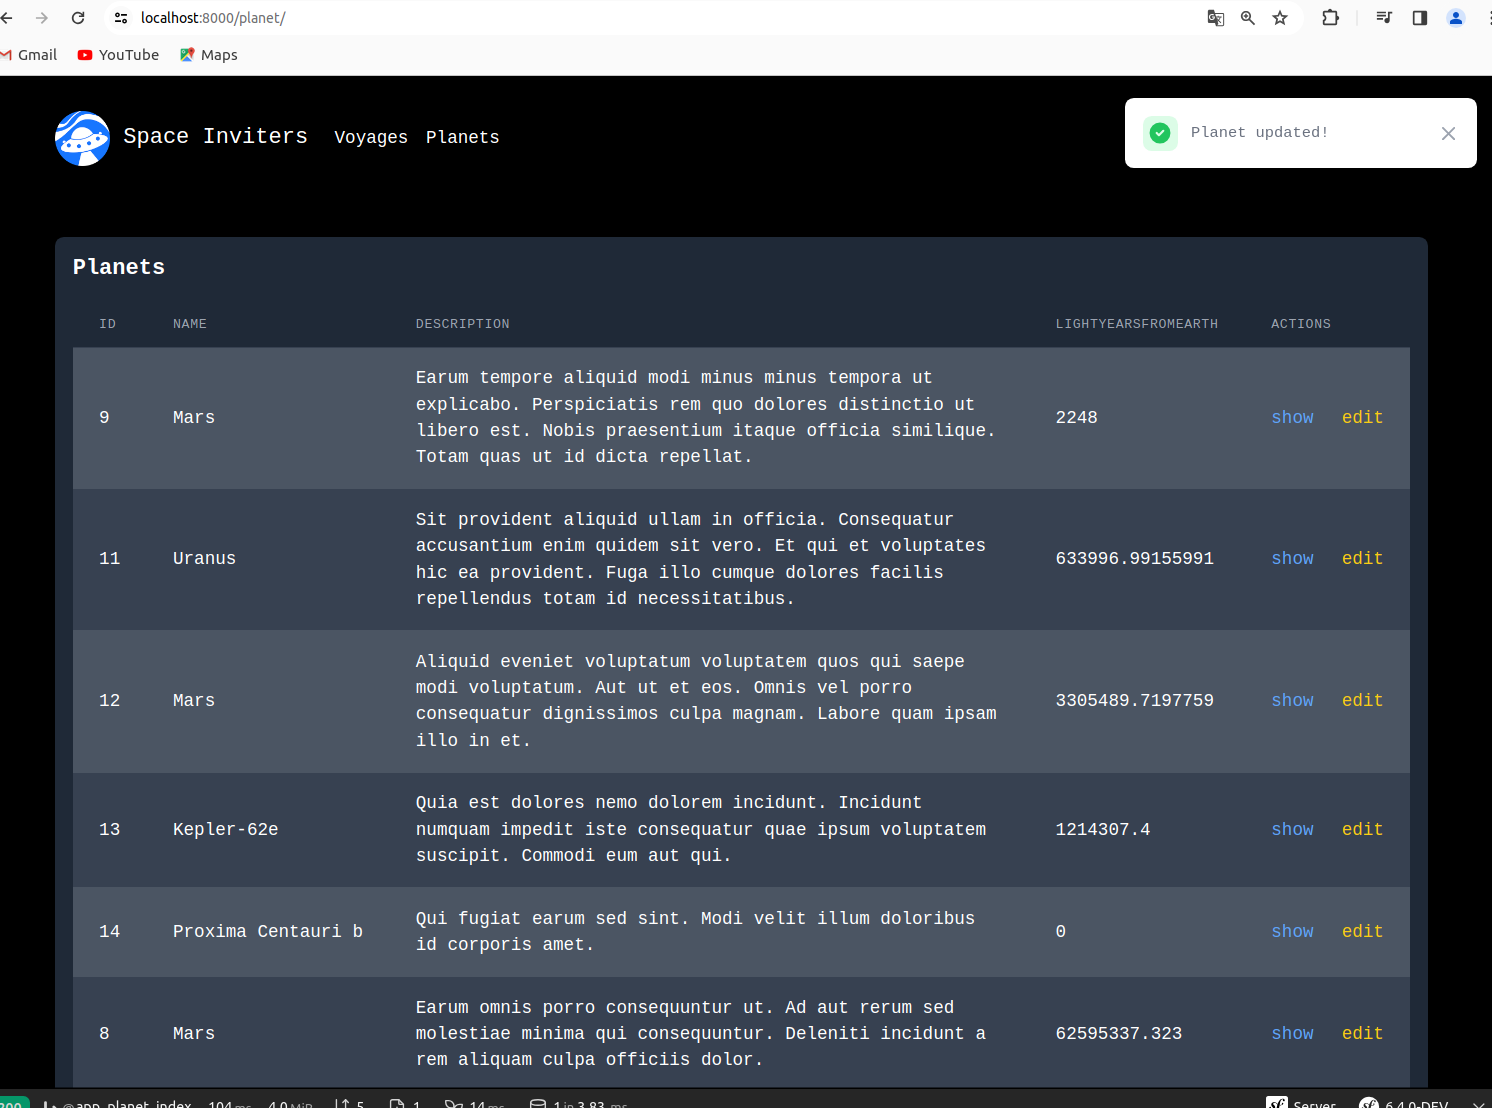 localhost:8000/planet/
Gmail YouTube Maps
Space Inviters Voyages Planets
Planet updated!
Planets
ID NAME DESCRIPTION LIGHTYEARSFROMEARTH ACTIONS
Earum tempore aliquid modi minus minus tempora ut
explicabo. Perspiciatis rem quo dolores distinctio ut
9 Mars 2248 show edit
libero est. Nobis praesentium itaque officia similique.
Totam quas ut id dicta repellat.
Sit provident aliquid ullam in officia. Consequatur
accusantium enim quidem sit vero. Et qui et voluptates
11 Uranus 633996.99155991 show edit
hic ea provident. Fuga illo cumque dolores facilis
repellendus totam id necessitatibus.
Aliquid eveniet voluptatum voluptatem quos qui saepe
modi voluptatum. Aut ut et eos. Omnis vel porro
12 Mars 3305489.7197759 show edit
consequatur dignissimos culpa magnam. Labore quam ipsam
illo in et.
Quia est dolores nemo dolorem incidunt. Incidunt
13 Kepler-62e numquam impedit iste consequatur quae ipsum voluptatem 1214307.4 show edit
suscipit. Commodi eum aut qui.
Qui fugiat earum sed sint. Modi velit illum doloribus
14 Proxima Centauri b 0 show edit
id corporis amet.
Earum omnis porro consequuntur ut. Ad aut rerum sed
8 Mars molestiae minima qui consequuntur. Deleniti incidunt a 62595337.323 show edit
rem aliquam culpa officiis dolor.
200 @app_planet_index 104 ms 4.0 MiB 5 1 14 ms 1 in 3.83 ms Server 6.4.0-DEV